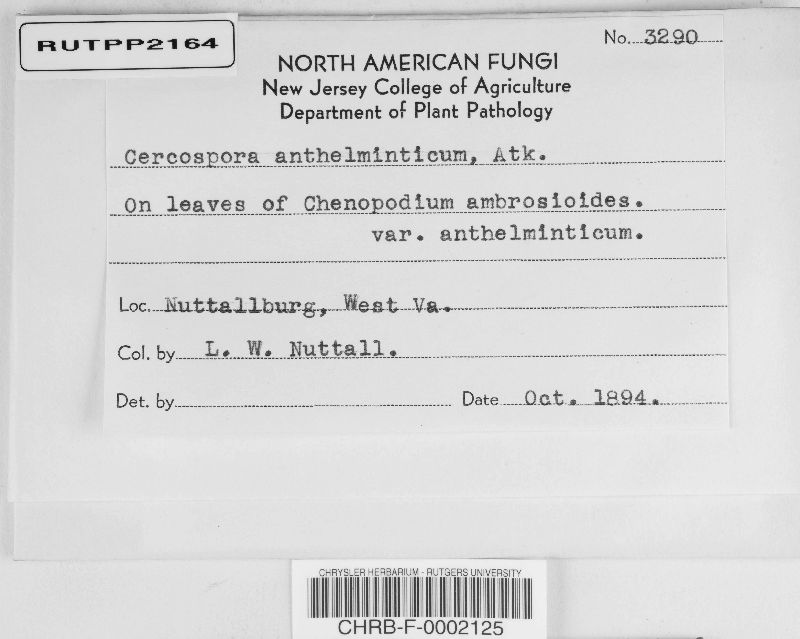 RUTPP2164
No. 3290
NORTH AMERICAN FUNGI
New Jersey College of Agriculture
Department of Plant Pathology
Cercospora anthelminticum, Atk.
On leaves of Chenopodium ambrosioides.
var. anthelminticum.
Loc. Nuttallburg, West Va.
Col. by L. W. Nuttall.
Det. by
Date Oct. 1894.
CHRYSLER HERBARIUM - RUTGERS UNIVERSITY
CHRB-F-0002125